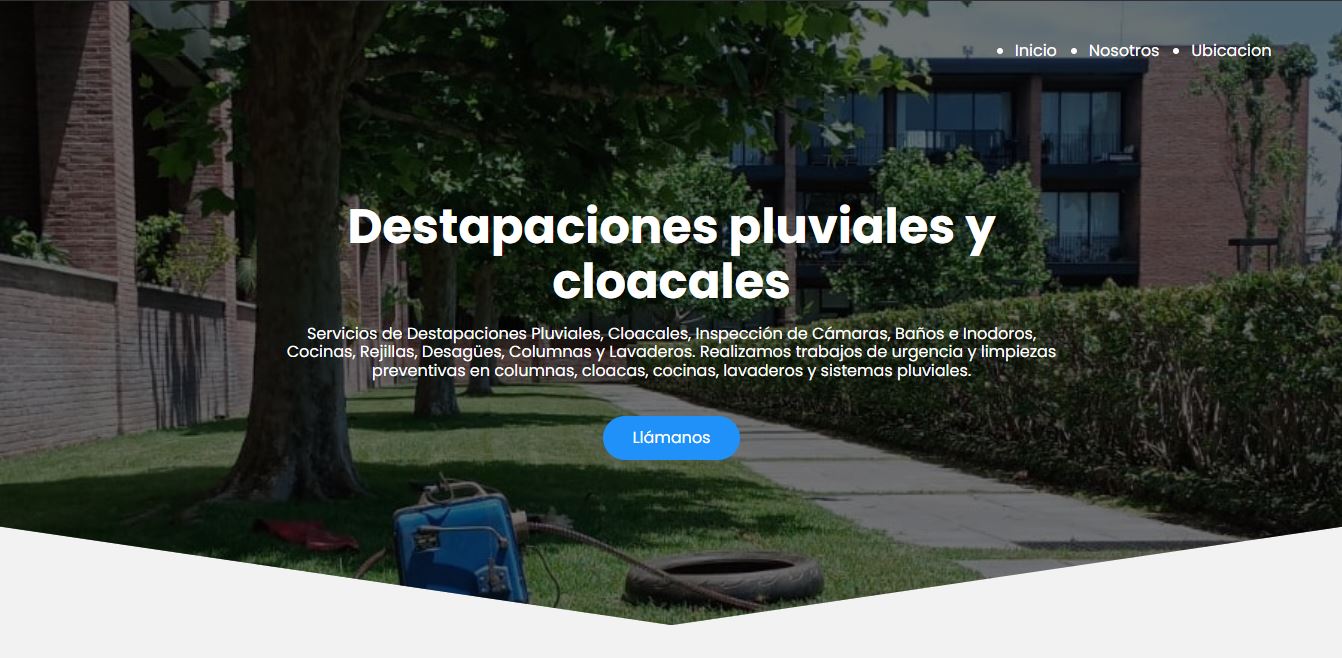 Inicio
Nosotros
Ubicacion
Destapaciones pluviales y
cloacales
Servicios de Destapaciones Pluviales, Cloacales, Inspección de Cámaras, Baños e Inodoros,
Cocinas, Rejillas, Desagües, Columnas y Lavaderos. Realizamos trabajos de urgencia y limpiezas
preventivas en columnas, cloacas, cocinas, lavaderos y sistemas pluviales.
Llámanos